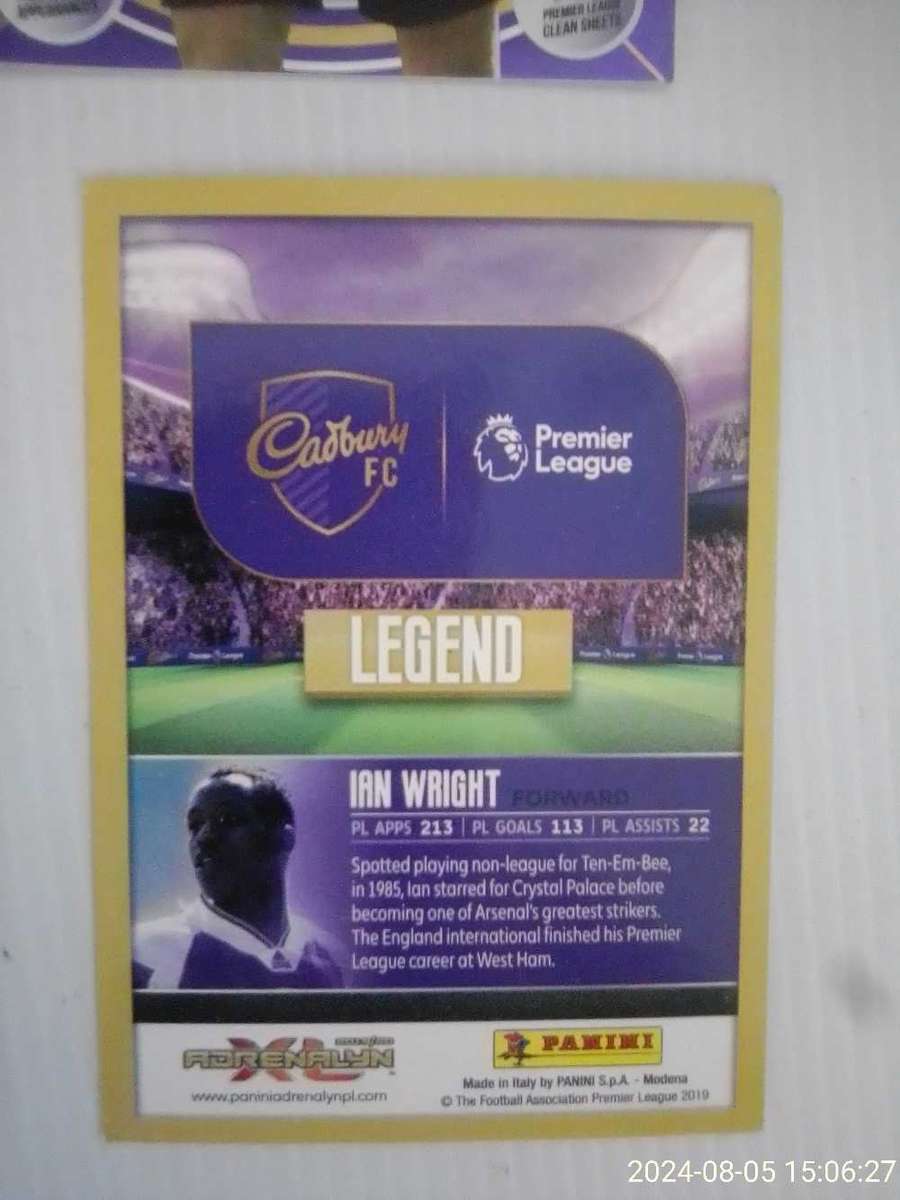 PREMIER LEAGUE
CLEAN SHEETS
Cadbury
FC
Premier
League
LEGEND
IAN WRIGHT FORWARD
PL APPS 213 | PL GOALS 113 | PL ASSISTS 22
Spotted playing non-league for Ten-Em-Bee,
in 1985, Ian starred for Crystal Palace before
becoming one of Arsenal's greatest strikers.
The England international finished his Premier
League career at West Ham.
ADRENALYN
XL
PANINI
www.paniniadrenalynpl.com
Made in Italy by PANINI S.p.A. - Modena
© The Football Association Premier League 2019
2024-08-05 15:06:27